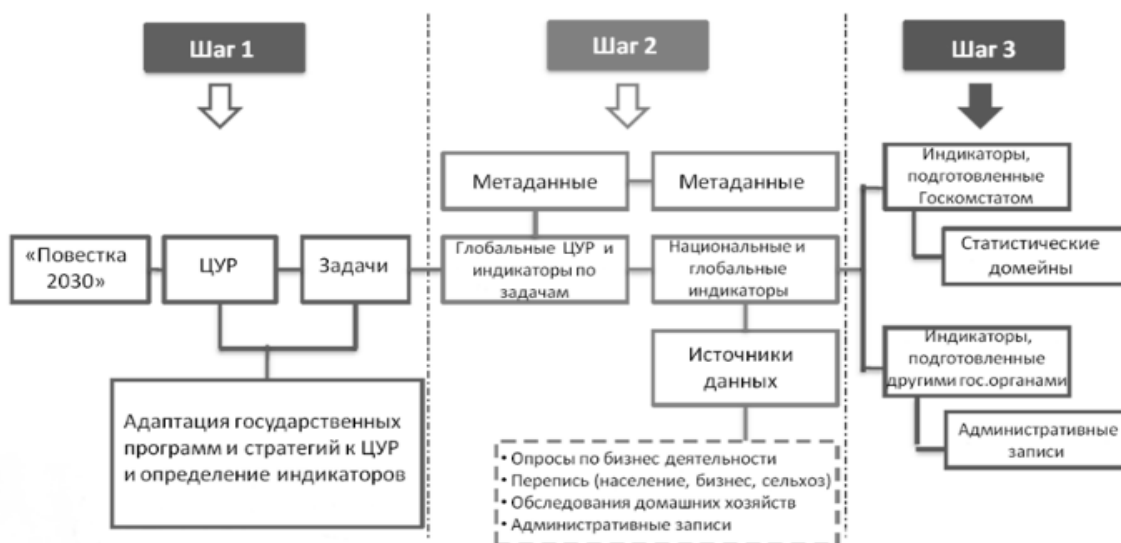 Шаг 1
Шаг 2
Шаг 3
«Повестка
2030»
ЦУР
Задачи
Адаптация государственных
программ и стратегий к ЦУР
и определение индикаторов
Метаданные
Метаданные
Глобальные ЦУР и
индикаторы по
задачам
Национальные и
глобальные
индикаторы
Источники
данных
• Опросы по бизнес деятельности
• Перепись (население, бизнес, сельхоз)
• Обследования домашних хозяйств
• Административные записи
Индикаторы,
подготовленные
Госкомстатом
Статистические
домейны
Индикаторы,
подготовленные
другими гос.органами
Административные
записи